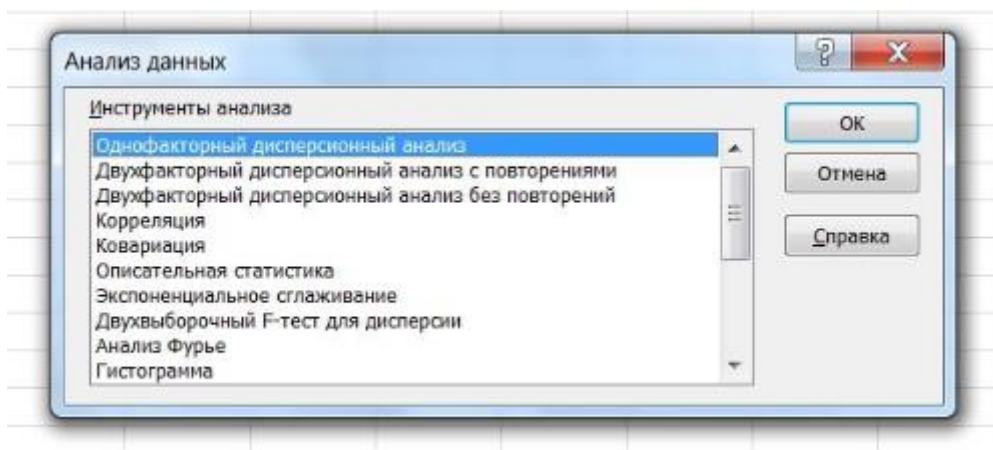 Анализ данных
Инструменты анализа
Однофакторный дисперсионный анализ
Двухфакторный дисперсионный анализ с повторениями
Двухфакторный дисперсионный анализ без повторений
Корреляция
Ковариация
Описательная статистика
Экспоненциальное сглаживание
Двухвыборочный F-тест для дисперсии
Анализ Фурье
Гистограмма
ОК
Отмена
Справка